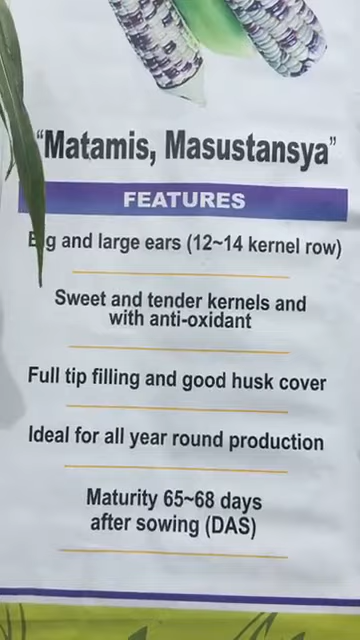 “Matamis, Masustansya”
FEATURES
Big and large ears (12~14 kernel row)
Sweet and tender kernels and
with anti-oxidant
Full tip filling and good husk cover
Ideal for all year round production
Maturity 65~68 days
after sowing (DAS)